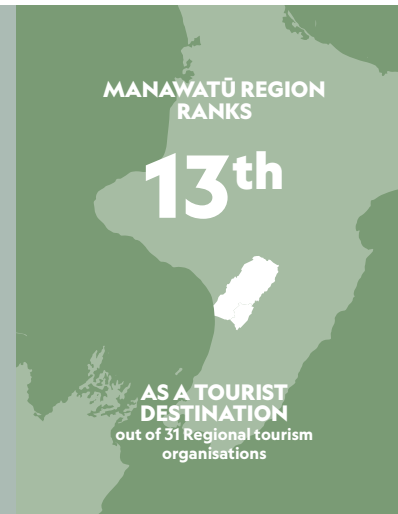 MANAWATŪ REGION
RANKS
13th
AS A TOURIST
DESTINATION
out of 31 Regional tourism
organisations